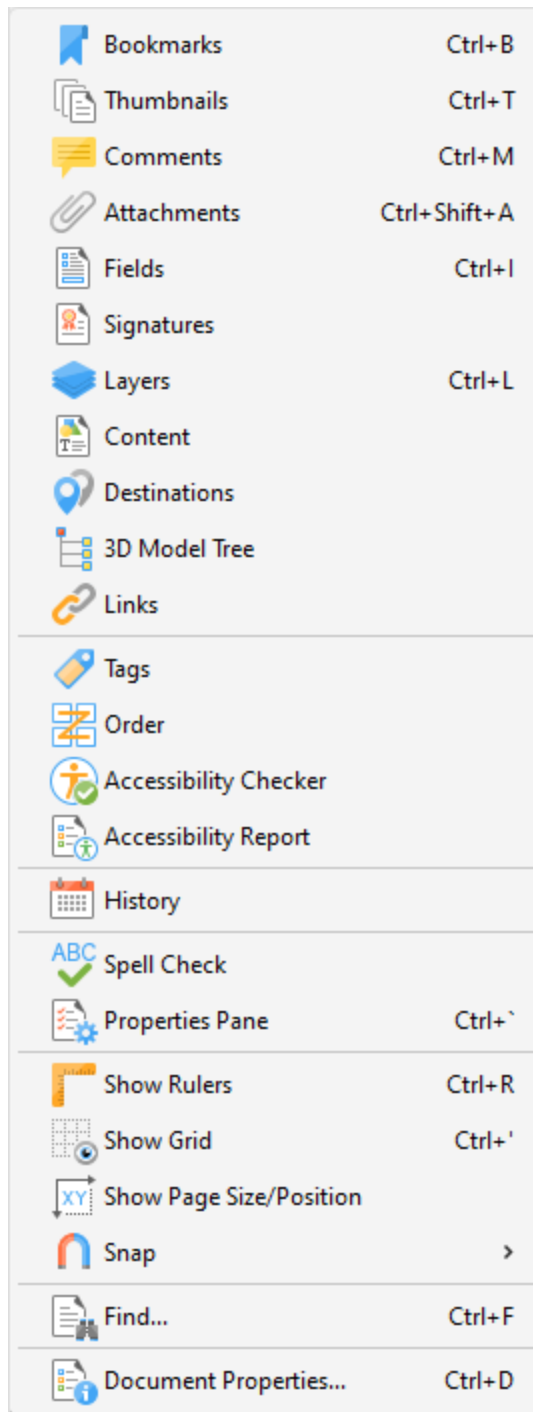 Bookmarks Ctrl+B
Thumbnails Ctrl+T
Comments Ctrl+M
Attachments Ctrl+Shift+A
Fields Ctrl+I
Signatures
Layers Ctrl+L
T Content
Destinations
3D Model Tree
Links
Tags
Order
Accessibility Checker
Accessibility Report
History
ABC Spell Check
Properties Pane Ctrl+`
Show Rulers Ctrl+R
Show Grid Ctrl+'
XY Show Page Size/Position
Snap
Find... Ctrl+F
Document Properties... Ctrl+D